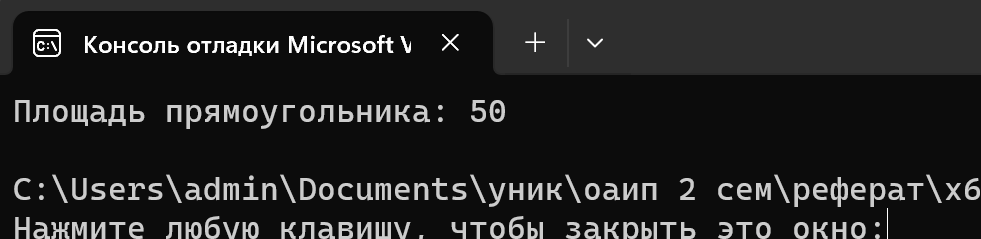 Консоль отладки Microsoft V
Площадь прямоугольника: 50
C:\Users\admin\Documents\уник\оаип 2 сем\реферат\x6
Нажмите любую клавишу, чтобы закрыть это окно: